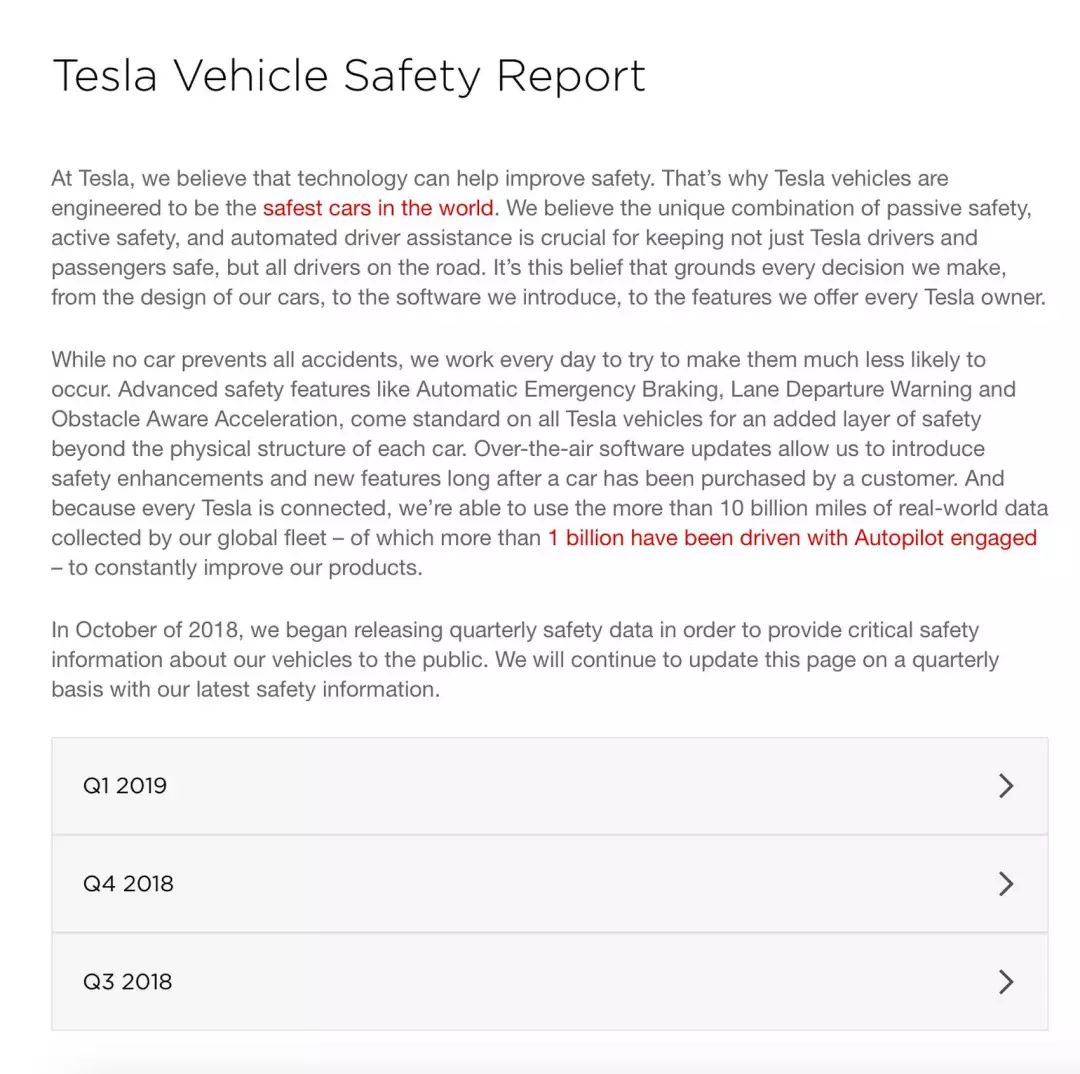 Tesla Vehicle Safety Report
At Tesla, we believe that technology can help improve safety. That’s why Tesla vehicles are
engineered to be the safest cars in the world. We believe the unique combination of passive safety,
active safety, and automated driver assistance is crucial for keeping not just Tesla drivers and
passengers safe, but all drivers on the road. It’s this belief that grounds every decision we make,
from the design of our cars, to the software we introduce, to the features we offer every Tesla owner.
While no car prevents all accidents, we work every day to try to make them much less likely to
occur. Advanced safety features like Automatic Emergency Braking, Lane Departure Warning and
Obstacle Aware Acceleration, come standard on all Tesla vehicles for an added layer of safety
beyond the physical structure of each car. Over-the-air software updates allow us to introduce
safety enhancements and new features long after a car has been purchased by a customer. And
because every Tesla is connected, we’re able to use the more than 10 billion miles of real-world data
collected by our global fleet – of which more than 1 billion have been driven with Autopilot engaged
– to constantly improve our products.
In October of 2018, we began releasing quarterly safety data in order to provide critical safety
information about our vehicles to the public. We will continue to update this page on a quarterly
basis with our latest safety information.
Q1 2019
Q4 2018
Q3 2018